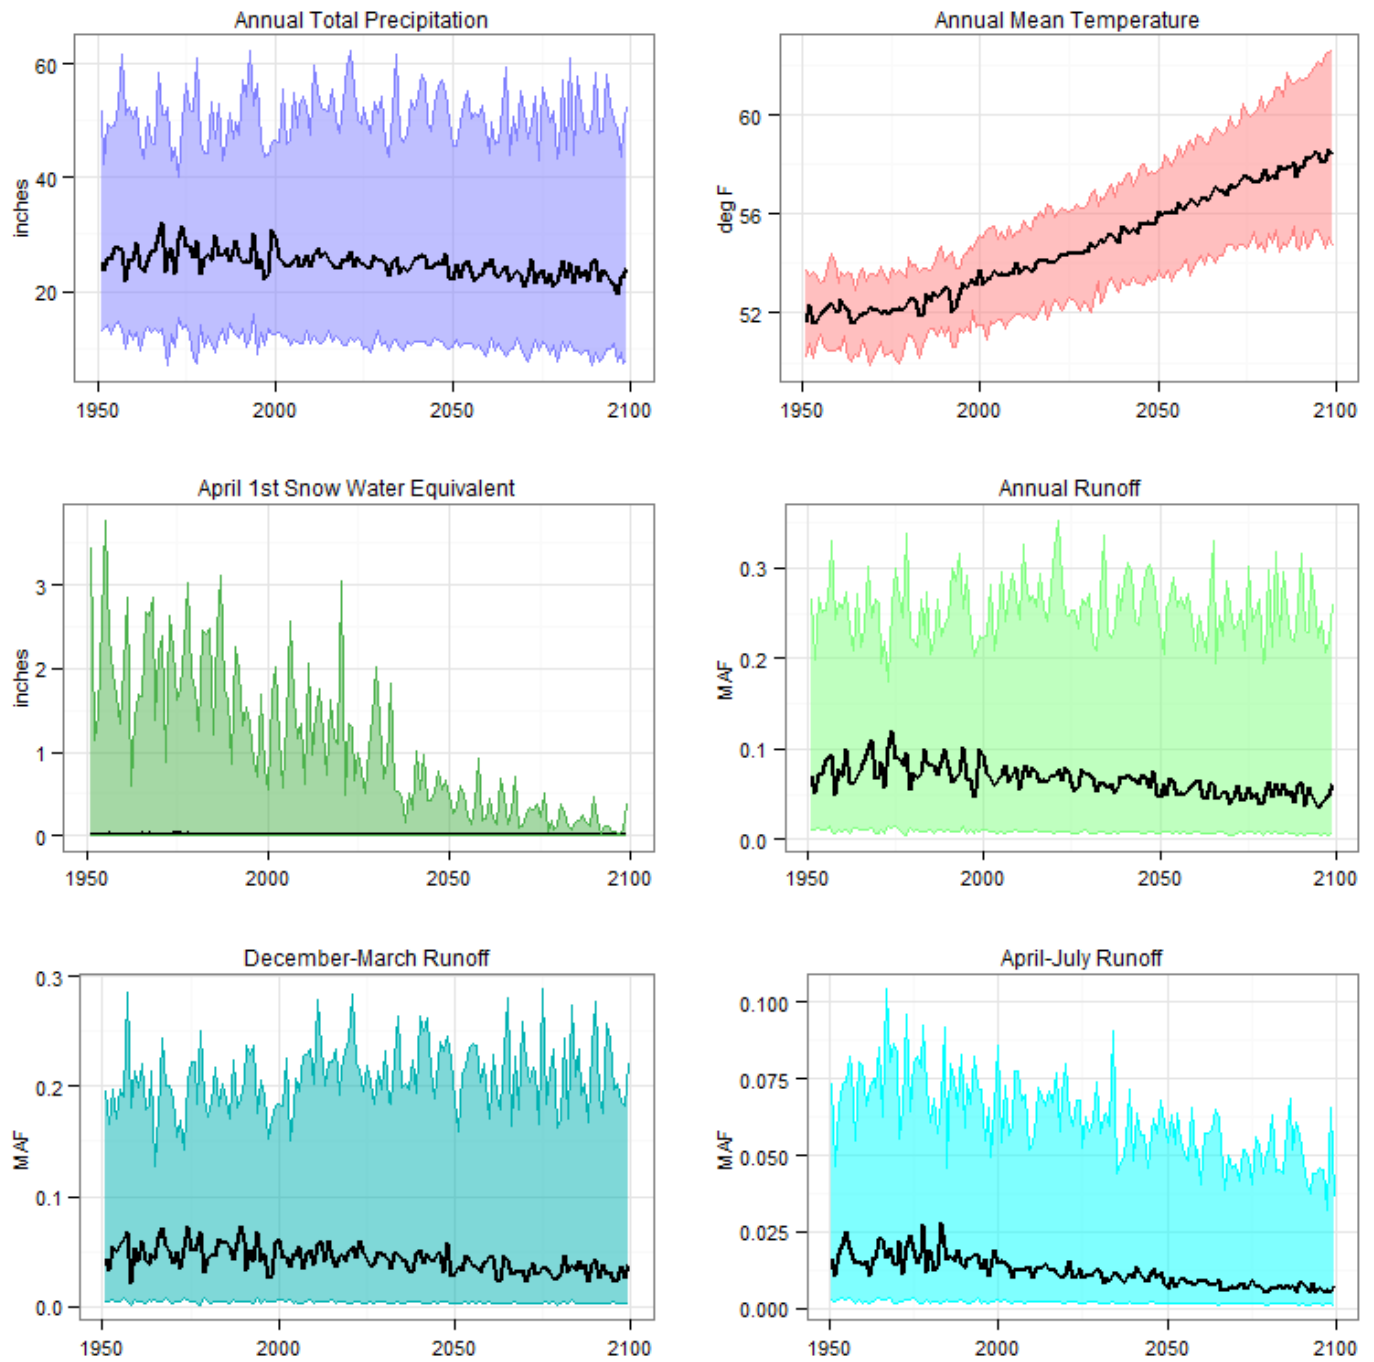 Annual Total Precipitation
inches
60
40
20
1950 2000 2050 2100
Annual Mean Temperature
deg F
60
56
52
1950 2000 2050 2100
April 1st Snow Water Equivalent
inches
3
2
1
0
1950 2000 2050 2100
Annual Runoff
MAF
0.3
0.2
0.1
0.0
1950 2000 2050 2100
December-March Runoff
MAF
0.3
0.2
0.1
0.0
1950 2000 2050 2100
April-July Runoff
MAF
0.100
0.075
0.050
0.025
0.000
1950 2000 2050 2100